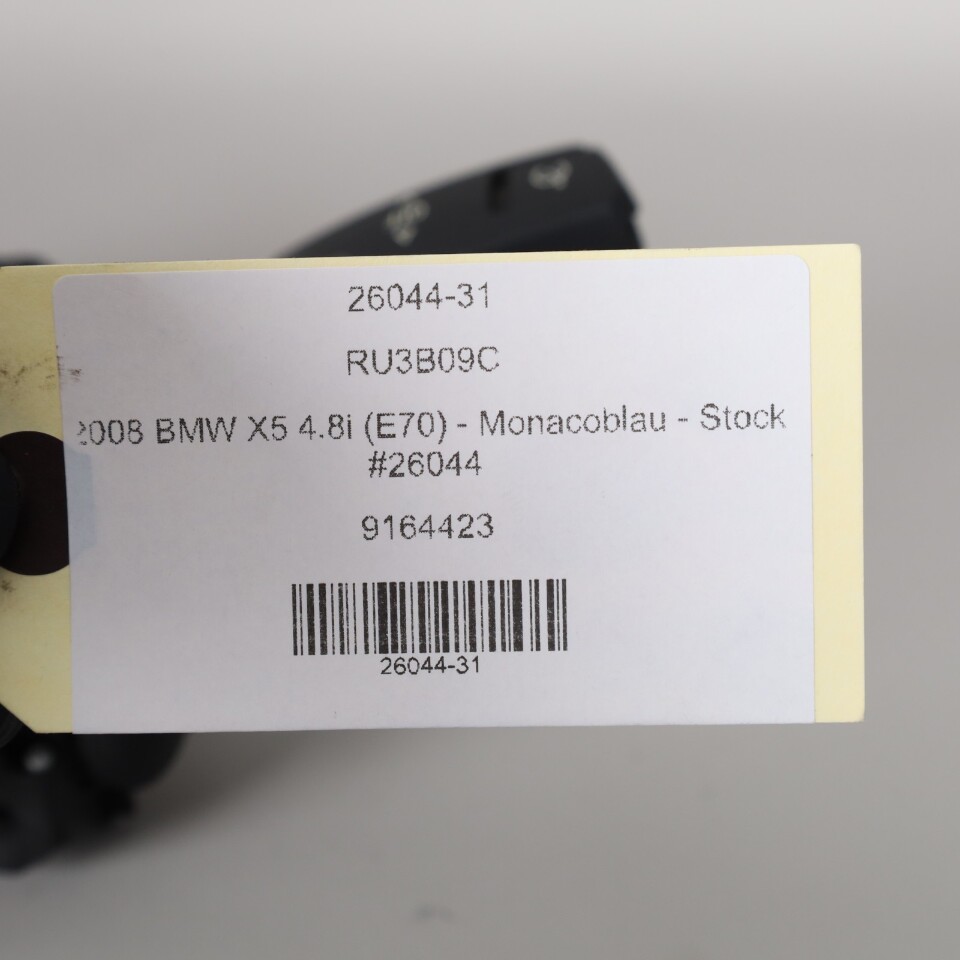 26044-31
RU3B09C
2008 BMW X5 4.8i (E70) - Monacoblau - Stock
#26044
9164423
26044-31